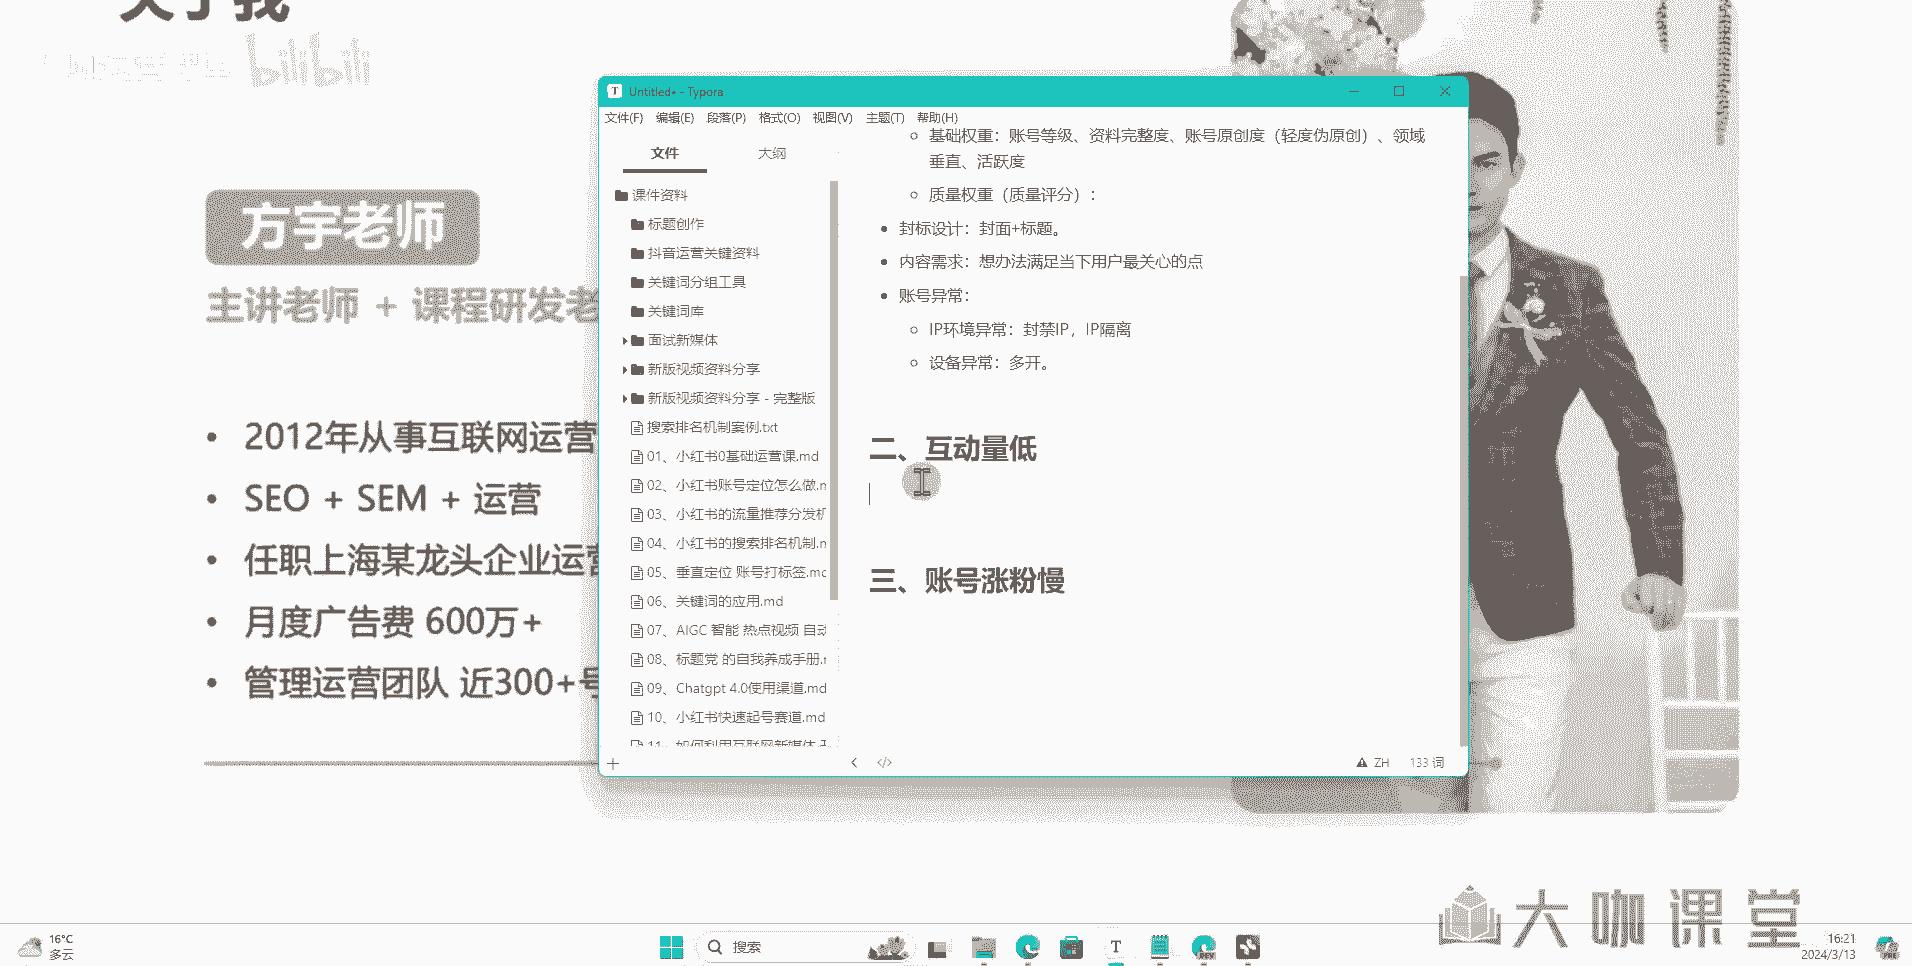 关于我
bilibili
方宇老师
主讲老师 + 课程研发老
2012年从事互联网运营
SEO + SEM + 运营
任职上海某龙头企业运营
月度广告费 600万+
管理运营团队 近300+号
Untitled• - Typora
文件(F) 编辑(E) 段落(P) 格式(O) 视图(V) 主题(T) 帮助(H)
文件 大纲
课件资料
标题创作
抖音运营关键资料
关键词分组工具
关键词库
面试新媒体
新版视频资料分享
新版视频资料分享 - 完整版
搜索排名机制案例.txt
01、小红书0基础运营课.md
02、小红书账号定位怎么做.m
03、小红书的流量推荐分发机
04、小红书的搜索排名机制.m
05、垂直定位 账号打标签.md
06、关键词的应用.md
07、AIGC 智能 热点视频 自动
08、标题党 的自我养成手册.m
09、Chatgpt 4.0使用渠道.md
10、小红书快速起号赛道.md
11、如何利用互联网新媒体
基础权重：账号等级、资料完整度、账号原创度（轻度伪原创）、领域
垂直、活跃度
质量权重（质量评分）：
封标设计：封面+标题。
内容需求：想办法满足当下用户最关心的点
账号异常：
IP环境异常：封禁IP，IP隔离
设备异常：多开。
二、互动量低
三、账号涨粉慢
ZH 133 词
大咖课堂
16°C
多云
搜索
T
DEV
16:21
2024/3/13
PRE